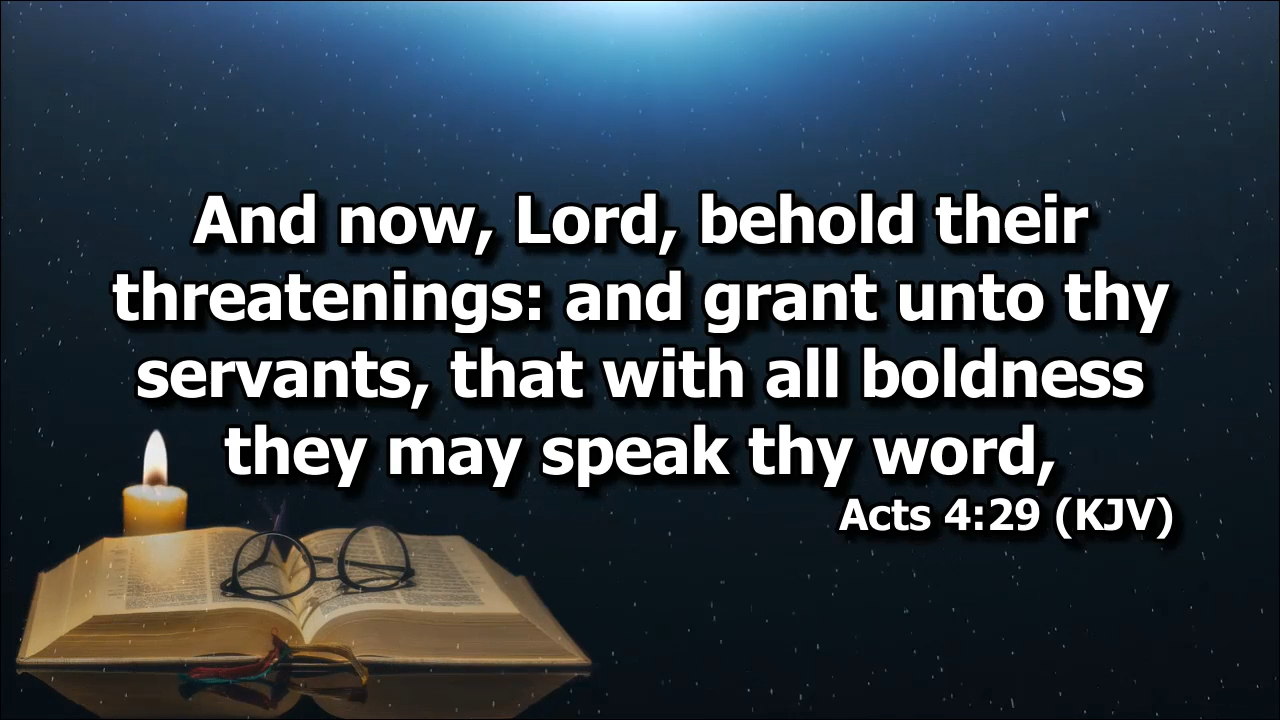 And now, Lord, behold their
threatenings: and grant unto thy
servants, that with all boldness
they may speak thy word,
Acts 4:29 (KJV)